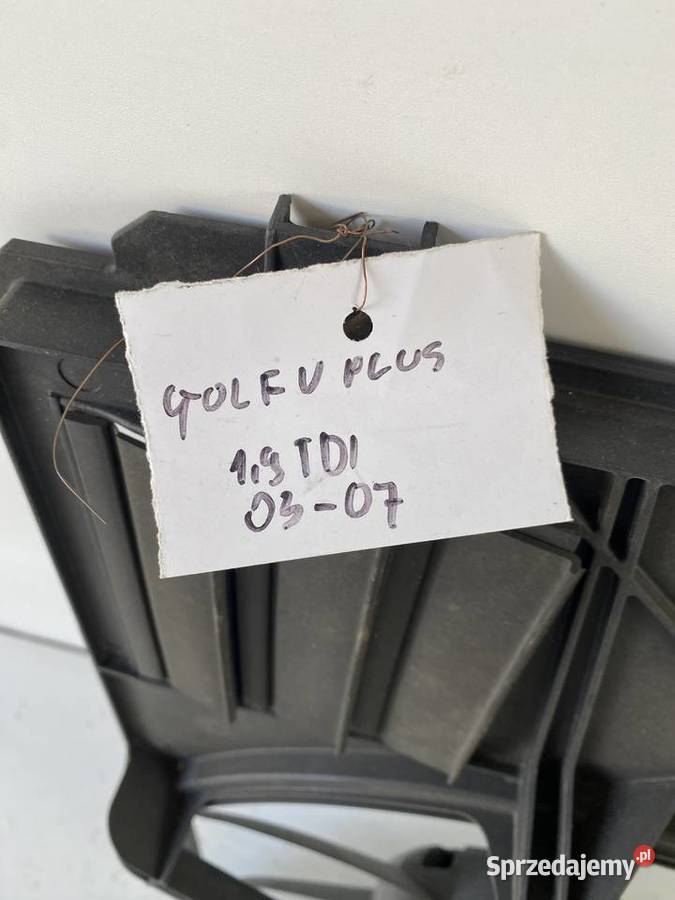 GOLF V PLUS
1.9 TDI
03-07
Sprzedajemy.pl